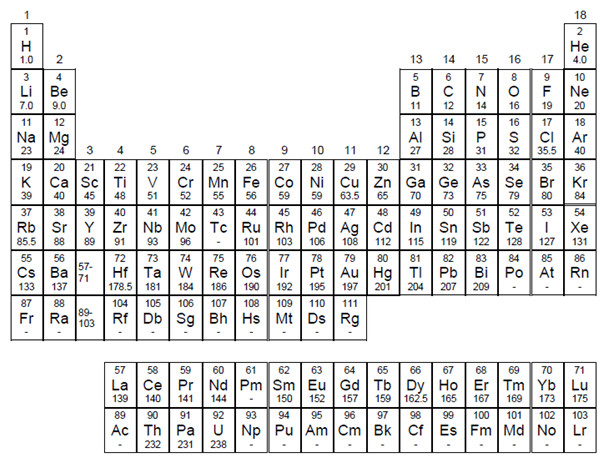 1 18
1 2
H He
1.0 2 13 14 15 16 17 4.0
3 4 5 6 7 8 9 10
Li Be B C N O F Ne
7.0 9.0 11 12 14 16 19 20
11 12 13 14 15 16 17 18
Na Mg Al Si P S Cl Ar
23 24 3 4 5 6 7 8 9 10 11 12 27 28 31 32 35.5 40
19 20 21 22 23 24 25 26 27 28 29 30 31 32 33 34 35 36
K Ca Sc Ti V Cr Mn Fe Co Ni Cu Zn Ga Ge As Se Br Kr
39 40 45 48 51 52 55 56 59 59 63.5 65 70 73 75 79 80 84
37 38 39 40 41 42 43 44 45 46 47 48 49 50 51 52 53 54
Rb Sr Y Zr Nb Mo Tc Ru Rh Pd Ag Cd In Sn Sb Te I Xe
85.5 88 89 91 93 96 - 101 103 106 108 112 115 119 122 128 127 131
55 56 57-71 72 73 74 75 76 77 78 79 80 81 82 83 84 85 86
Cs Ba Hf Ta W Re Os Ir Pt Au Hg Tl Pb Bi Po At Rn
133 137 178.5 181 184 186 190 192 195 197 201 204 207 209 - - -
87 88 89-103 104 105 106 107 108 109 110 111
Fr Ra Rf Db Sg Bh Hs Mt Ds Rg
- - - - - - - - - -
57 58 59 60 61 62 63 64 65 66 67 68 69 70 71
La Ce Pr Nd Pm Sm Eu Gd Tb Dy Ho Er Tm Yb Lu
139 140 141 144 - 150 152 157 159 162.5 165 167 169 173 175
89 90 91 92 93 94 95 96 97 98 99 100 101 102 103
Ac Th Pa U Np Pu Am Cm Bk Cf Es Fm Md No Lr
- 232 231 238 - - - - - - - - - - -